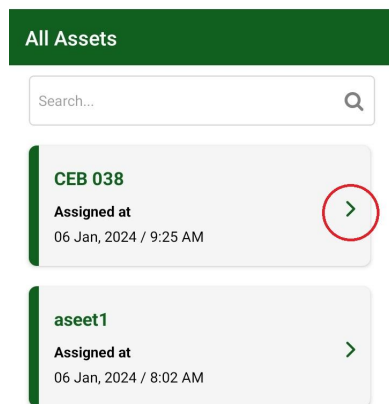 All Assets
Search...
CEB 038
Assigned at
06 Jan, 2024 / 9:25 AM
aseet1
Assigned at
06 Jan, 2024 / 8:02 AM